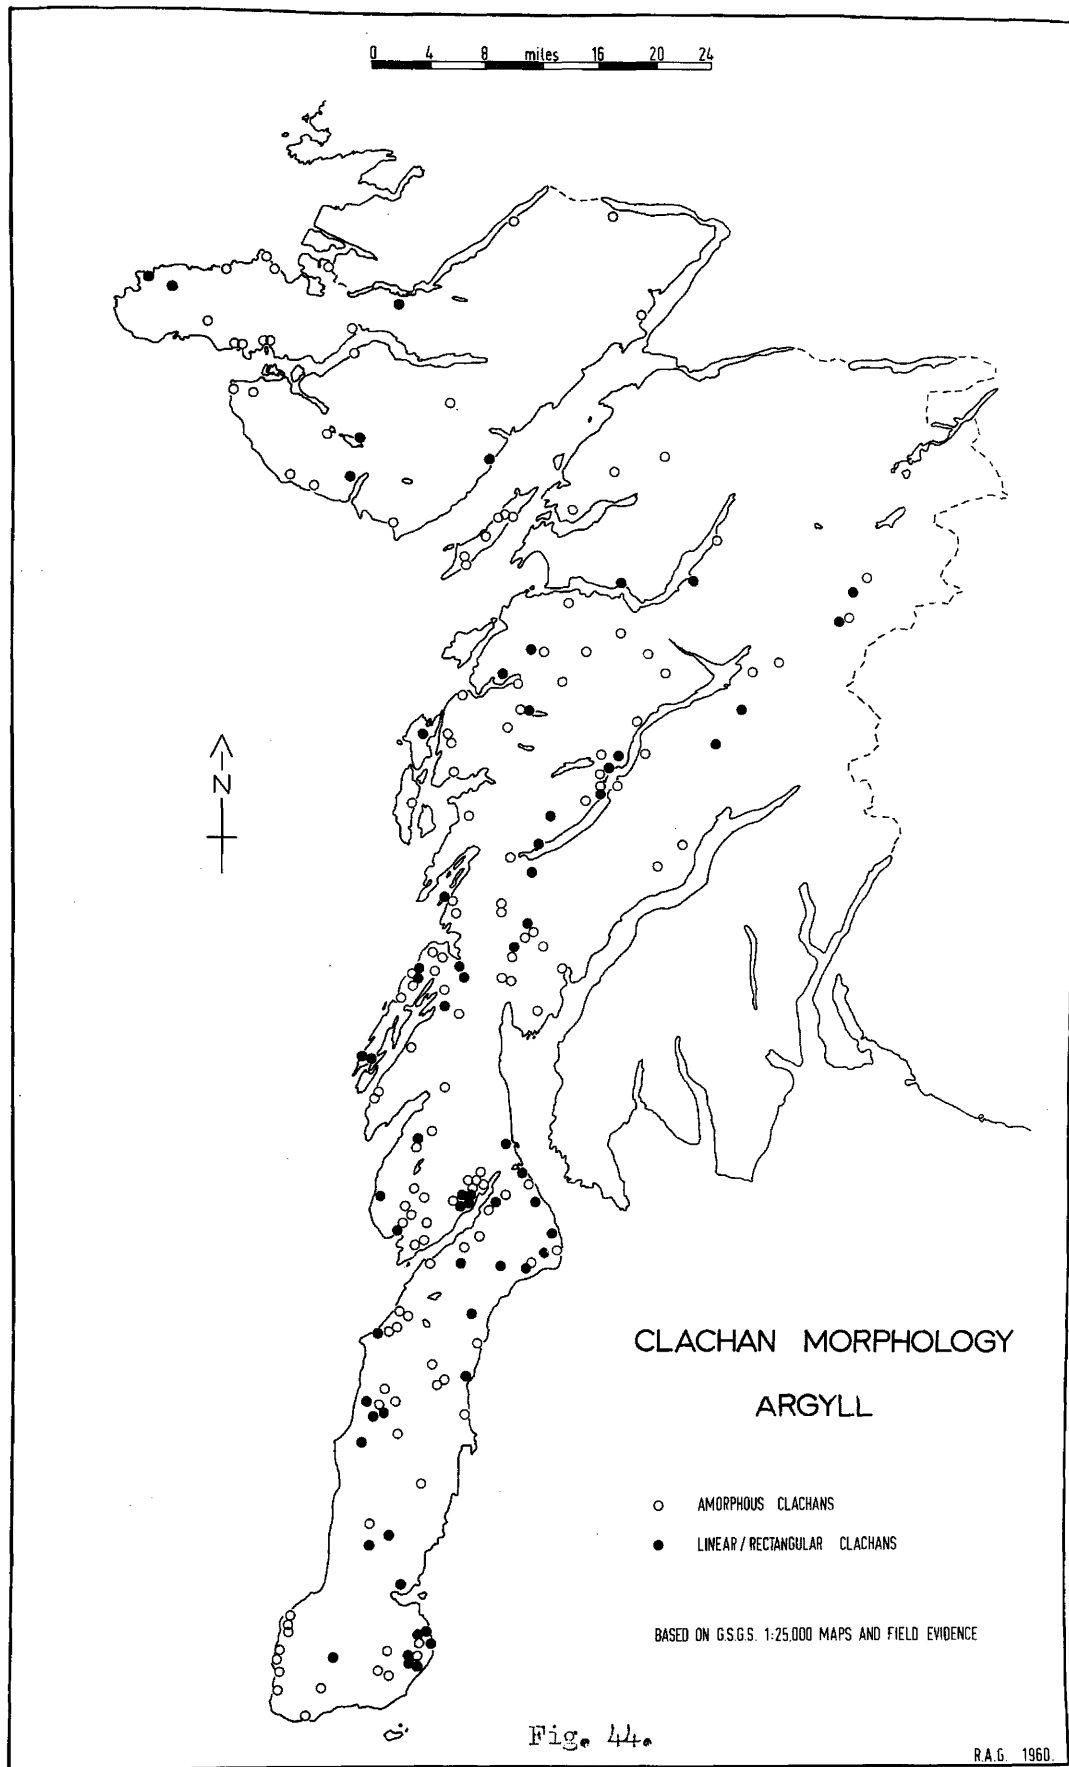 0 4 8 miles 16 20 24
N
CLACHAN MORPHOLOGY
ARGYLL
AMORPHOUS CLACHANS
LINEAR / RECTANGULAR CLACHANS
BASED ON G.S.G.S. 1:25,000 MAPS AND FIELD EVIDENCE
Fig. 44.
R.A.G. 1960.